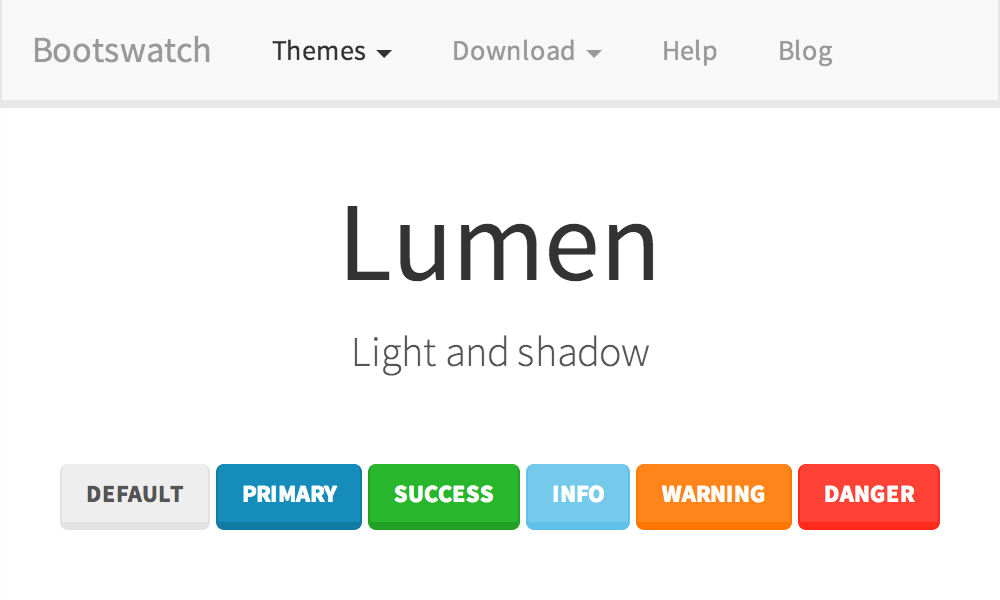 Bootswatch Themes Download Help Blog
Lumen
Light and shadow
DEFAULT PRIMARY SUCCESS INFO WARNING DANGER